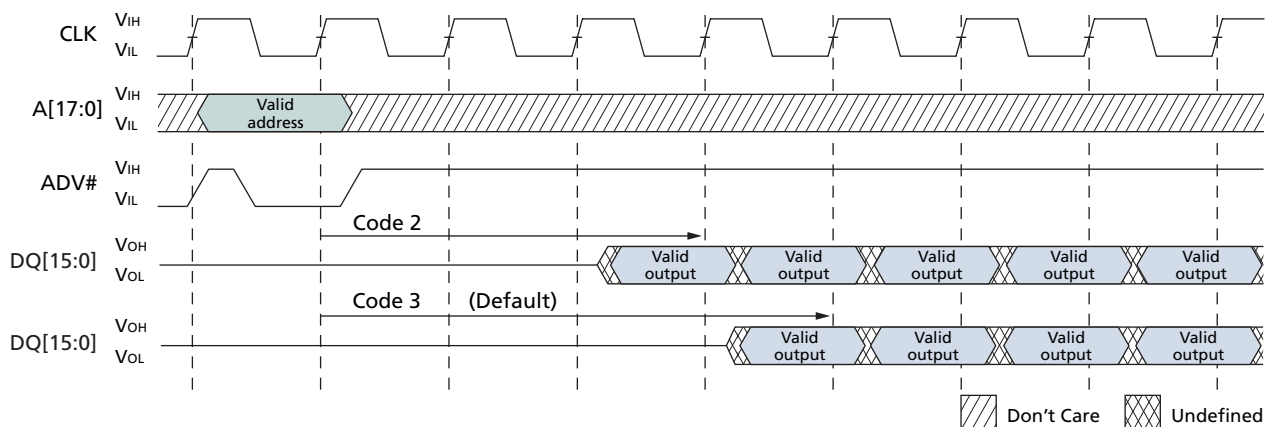 CLK
VIH
VIL
A[17:0]
VIH
VIL
Valid
address
ADV#
VIH
VIL
Code 2
DQ[15:0]
VOH
VOL
Valid
output
Valid
output
Valid
output
Valid
output
Valid
output
Code 3 (Default)
DQ[15:0]
VOH
VOL
Valid
output
Valid
output
Valid
output
Valid
output
Don't Care
Undefined